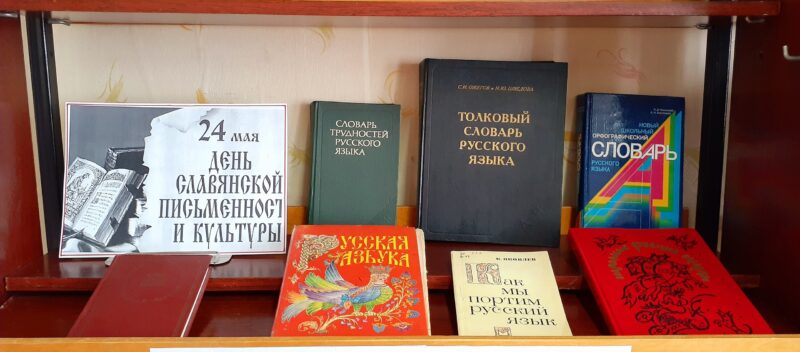 24 мая
ДЕНЬ
СЛАВЯНСКОЙ
ПИСЬМЕННОСТ
И КУЛЬТУРЫ
СЛОВАРЬ
ТРУДНОСТЕЙ
РУССКОГО
ЯЗЫКА
С.И. ОЖЕГОВ и Н.Ю. ШВЕДОВА
ТОЛКОВЫЙ
СЛОВАРЬ
РУССКОГО
ЯЗЫКА
НОВЫЙ
ШКОЛЬНЫЙ
ОРФОГРАФИЧЕСКИЙ
СЛОВАРЬ
РУССКОГО
ЯЗЫКА
РУССКАЯ
АЗБУКА
К. ЯКОВЛЕВ
Как
мы
портим
русский
язык